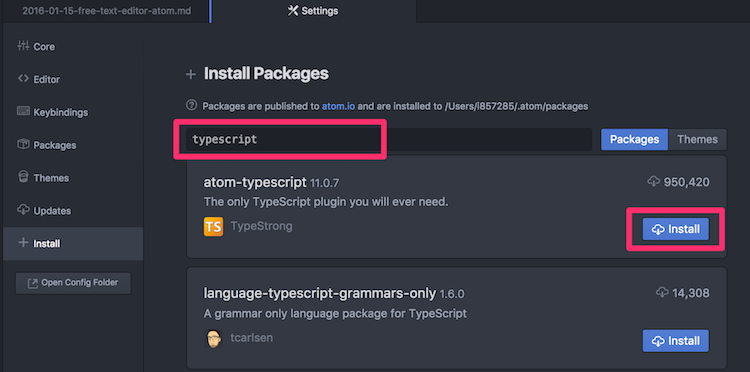 2016-01-15-free-text-editor-atom.md
Settings
Core
Editor
Keybindings
Packages
Themes
Updates
Install
Open Config Folder
Install Packages
Packages are published to atom.io and are installed to /Users/i857285/.atom/packages
typescript
Packages Themes
atom-typescript 11.0.7
950,420
The only TypeScript plugin you will ever need.
TS TypeStrong
Install
language-typescript-grammars-only 1.6.0
14,308
A grammar only language package for TypeScript
tcarlsen
Install